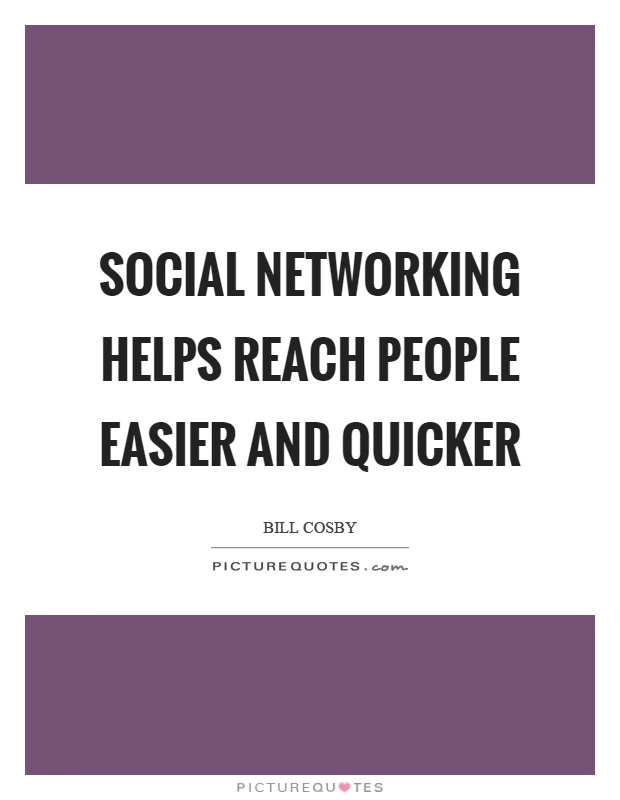 SOCIAL NETWORKING
HELPS REACH PEOPLE
EASIER AND QUICKER
BILL COSBY
PICTUREQUOTES.com
PICTUREQUOTES